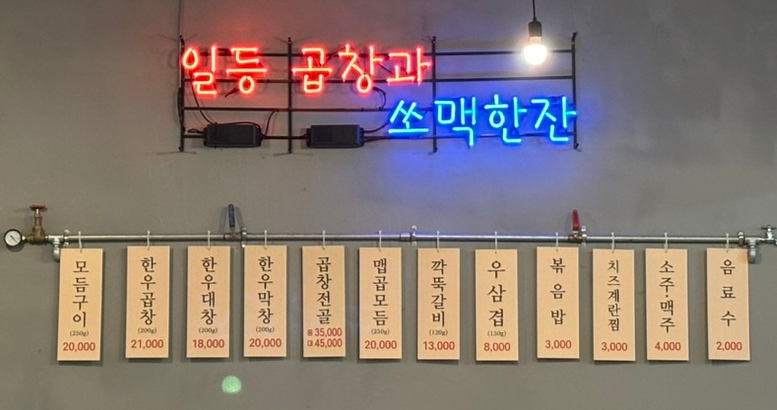 일등 곱창과
쏘맥한잔
모듬구이
(250g)
20,000
한우곱창
(200g)
21,000
한우대창
(200g)
18,000
한우막창
(200g)
20,000
곱창전골
중 35,000
대 45,000
맵곱모듬
(250g)
20,000
깍뚝갈비
(120g)
13,000
우삼겹
(150g)
8,000
볶음밥
3,000
치즈계란찜
3,000
소주·맥주
4,000
음료수
2,000